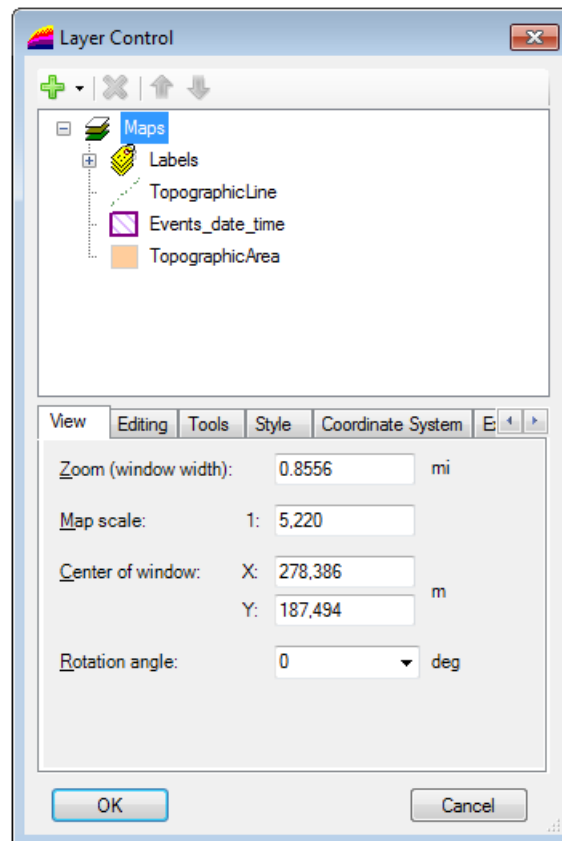 Layer Control
Maps
Labels
TopographicLine
Events_date_time
TopographicArea
View Editing Tools Style Coordinate System E
Zoom (window width): 0.8556 mi
Map scale: 1: 5,220
Center of window: X: 278,386 m
Y: 187,494
Rotation angle: 0 deg
OK Cancel